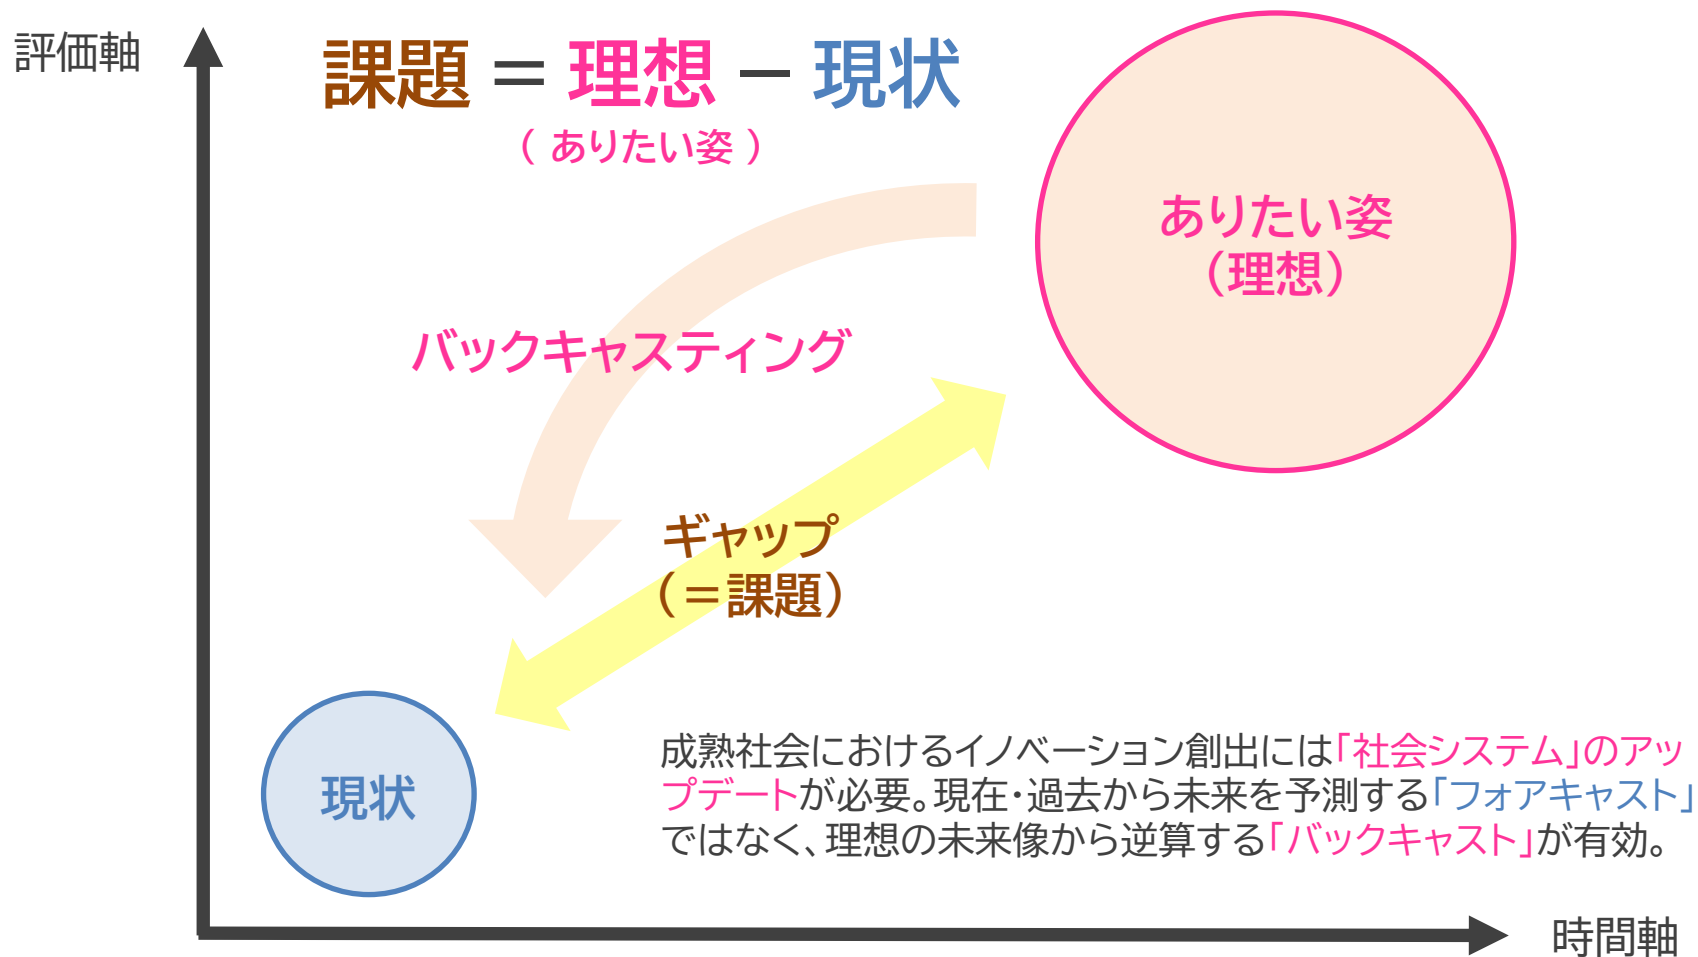 評価軸
課題 = 理想 − 現状
( ありたい姿 )
ありたい姿
(理想)
バックキャスティング
ギャップ
(=課題)
現状
成熟社会におけるイノベーション創出には「社会システム」のアッ
プデートが必要。現在・過去から未来を予測する「フォアキャスト」
ではなく、理想の未来像から逆算する「バックキャスト」が有効。
時間軸